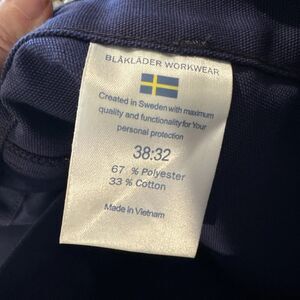 BLÅKLÄDER WORKWEAR
Created in Sweden with maximum
quality and functionality for Your
personal protection
38:32
67 % Polyester
33 % Cotton
Made in Vietnam